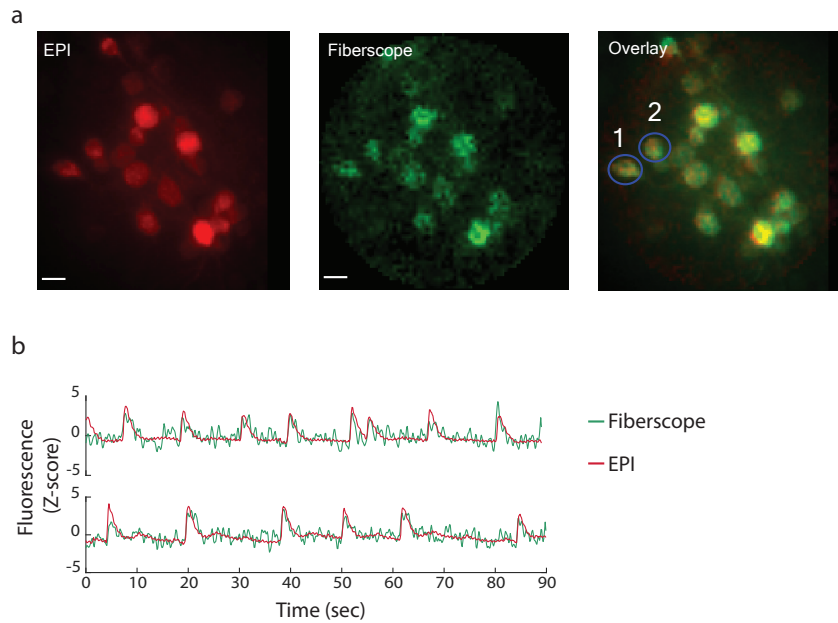 a
EPI
Fiberscope
Overlay
1
2
b
Fluorescence
(Z-score)
5
0
-5
5
0
-5
0 10 20 30 40 50 60 70 80 90
Time (sec)
Fiberscope
EPI